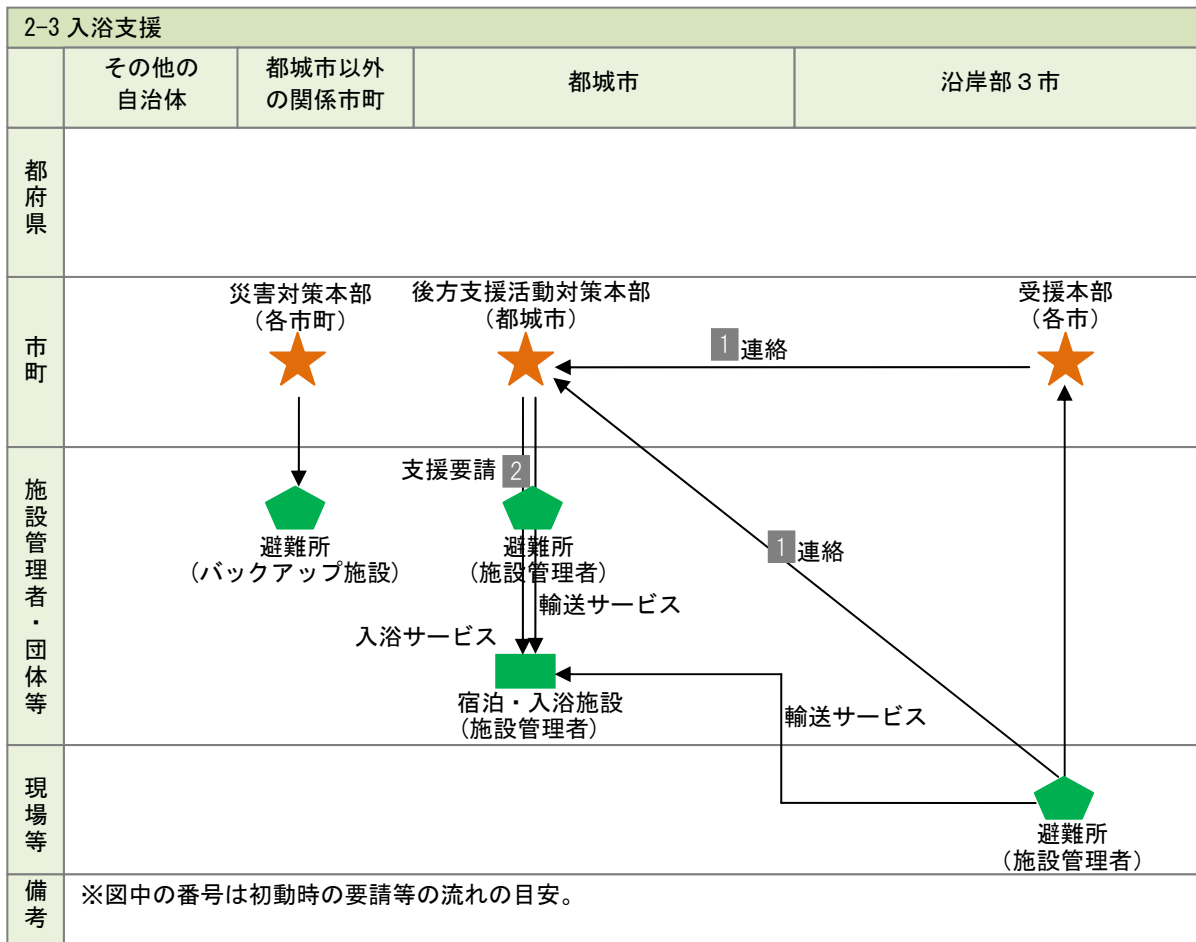 2-3 入浴支援
その他の
自治体
都城市以外
の関係市町
都城市
沿岸部３市
都府県
市町
災害対策本部
（各市町）
後方支援活動対策本部
（都城市）
受援本部
（各市）
1 連絡
施設管理者・団体等
支援要請 2
避難所
（バックアップ施設）
避難所
（施設管理者）
1 連絡
輸送サービス
入浴サービス
宿泊・入浴施設
（施設管理者）
輸送サービス
現場等
避難所
（施設管理者）
備考
※図中の番号は初動時の要請等の流れの目安。